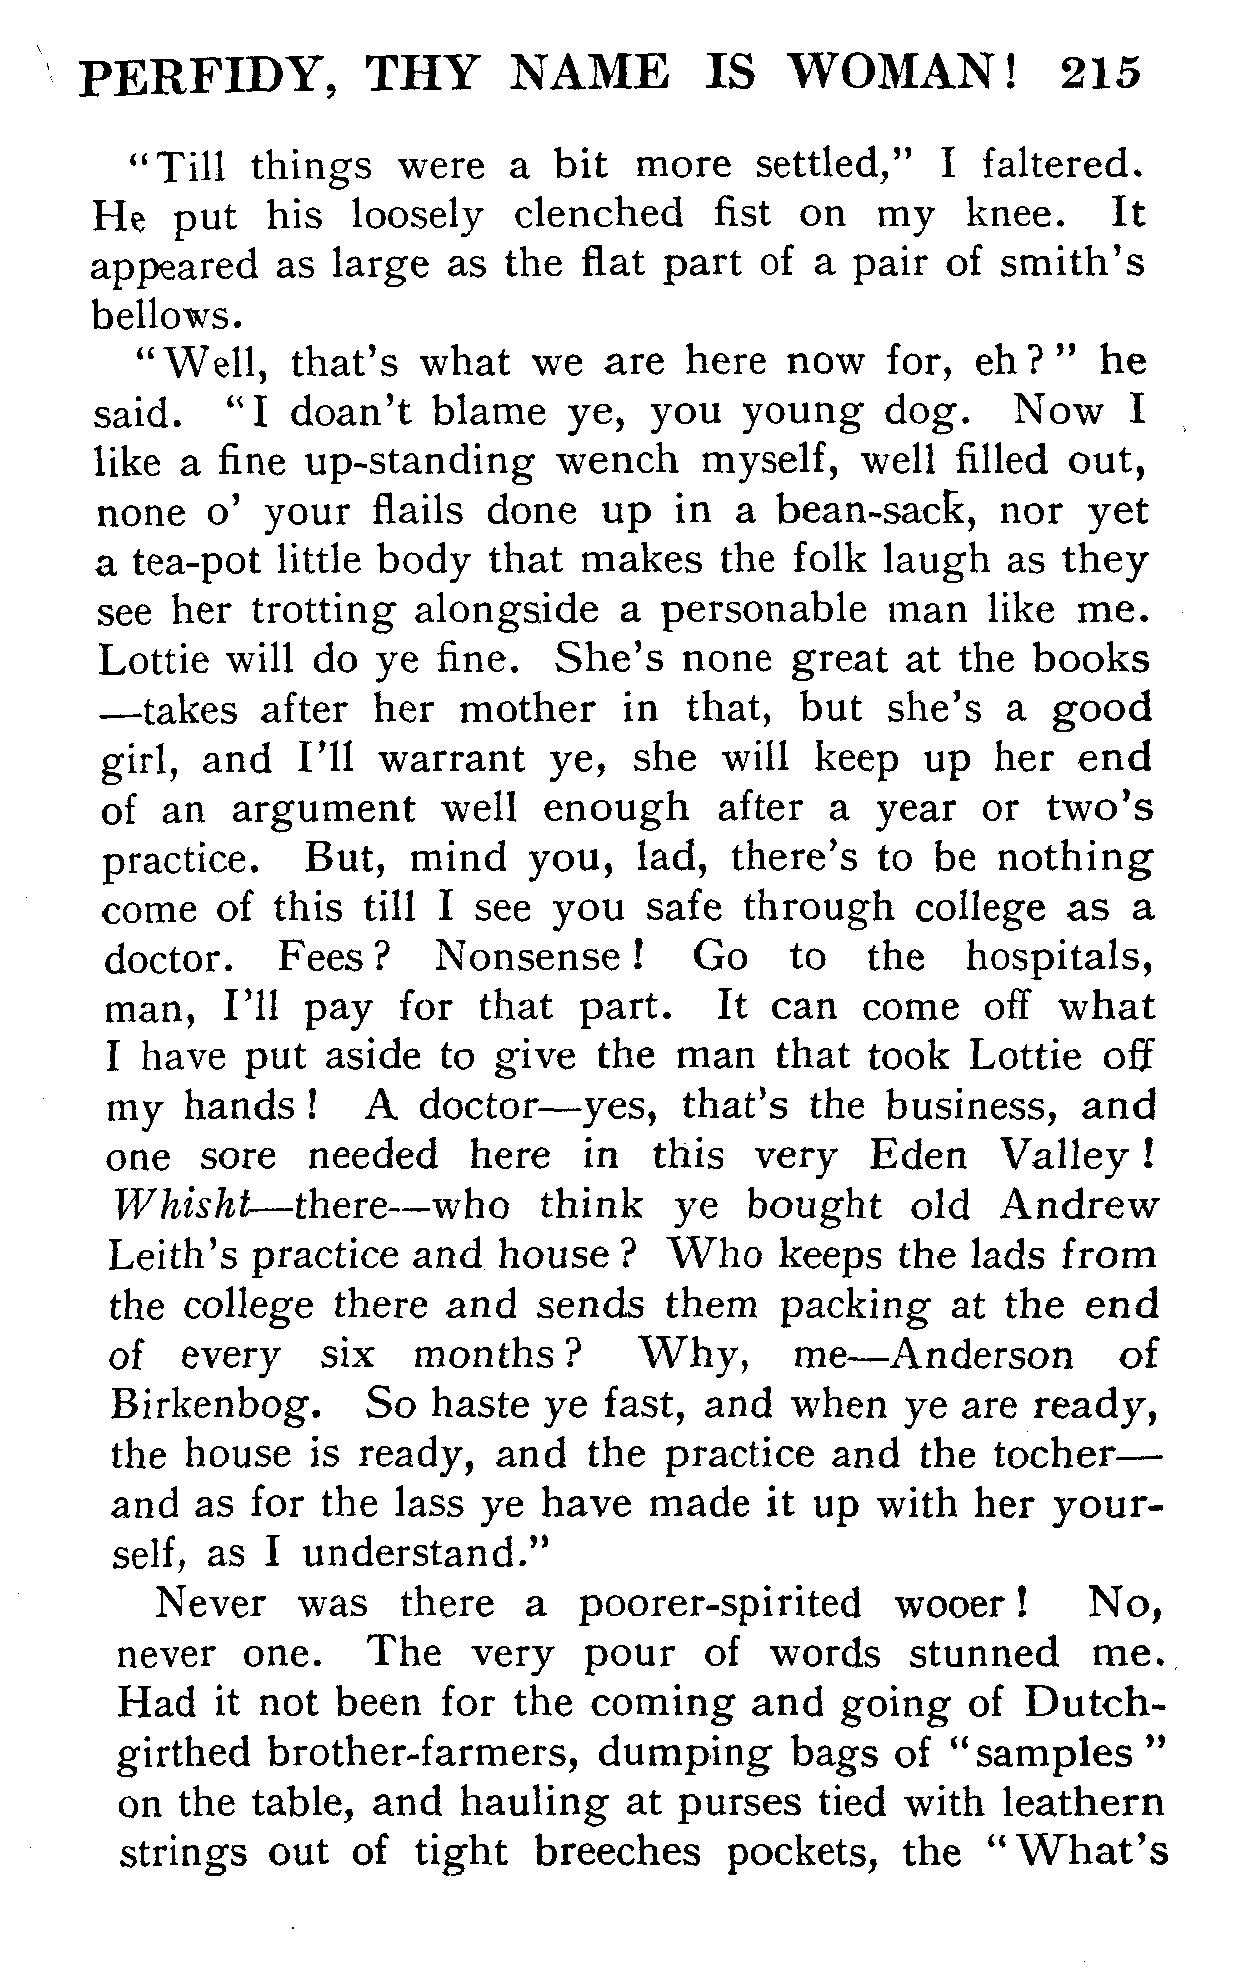 PERFIDY, THY NAME IS WOMAN! 215
"Till things were a bit more settled," I faltered.
He put his loosely clenched fist on my knee. It
appeared as large as the flat part of a pair of smith's
bellows.
"Well, that's what we are here now for, eh?" he
said. "I doan't blame ye, you young dog. Now I
like a fine up-standing wench myself, well filled out,
none o' your flails done up in a bean-sack, nor yet
a tea-pot little body that makes the folk laugh as they
see her trotting alongside a personable man like me.
Lottie will do ye fine. She's none great at the books
—takes after her mother in that, but she's a good
girl, and I'll warrant ye, she will keep up her end
of an argument well enough after a year or two's
practice. But, mind you, lad, there's to be nothing
come of this till I see you safe through college as a
doctor. Fees? Nonsense! Go to the hospitals,
man, I'll pay for that part. It can come off what
I have put aside to give the man that took Lottie off
my hands! A doctor—yes, that's the business, and
one sore needed here in this very Eden Valley!
Whisht—there—who think ye bought old Andrew
Leith's practice and house? Who keeps the lads from
the college there and sends them packing at the end
of every six months? Why, me—Anderson of
Birkenbog. So haste ye fast, and when ye are ready,
the house is ready, and the practice and the tocher—
and as for the lass ye have made it up with her your-
self, as I understand."
Never was there a poorer-spirited wooer! No,
never one. The very pour of words stunned me.
Had it not been for the coming and going of Dutch-
girthed brother-farmers, dumping bags of "samples"
on the table, and hauling at purses tied with leathern
strings out of tight breeches pockets, the "What's